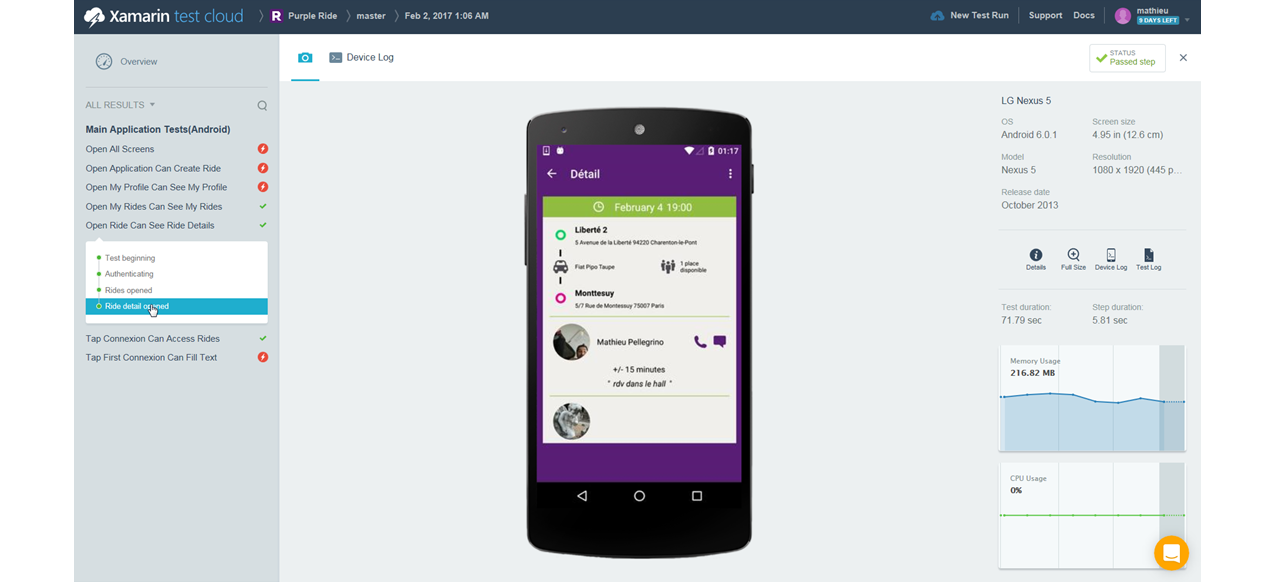 Xamarin test cloud
R Purple Ride
master
Feb 2, 2017 1:06 AM
New Test Run
Support
Docs
mathieu
9 DAYS LEFT
Overview
Device Log
STATUS
Passed step
ALL RESULTS
Main Application Tests(Android)
Open All Screens
Open Application Can Create Ride
Open My Profile Can See My Profile
Open My Rides Can See My Rides
Open Ride Can See Ride Details
Test beginning
Authenticating
Rides opened
Ride detail opened
Tap Connexion Can Access Rides
Tap First Connexion Can Fill Text
01:17
Détail
February 4 19:00
Liberté 2
5 Avenue de la Liberté 94220 Charenton-le-Pont
Fiat Pipo Taupe
1 place
disponible
Monttesuy
5/7 Rue de Montessuy 75007 Paris
Mathieu Pellegrino
+/- 15 minutes
" rdv dans le hall "
LG Nexus 5
OS
Android 6.0.1
Screen size
4.95 in (12.6 cm)
Model
Nexus 5
Resolution
1080 x 1920 (445 p...
Release date
October 2013
Details
Full Size
Device Log
Test Log
Test duration:
71.79 sec
Step duration:
5.81 sec
Memory Usage
216.82 MB
CPU Usage
0%